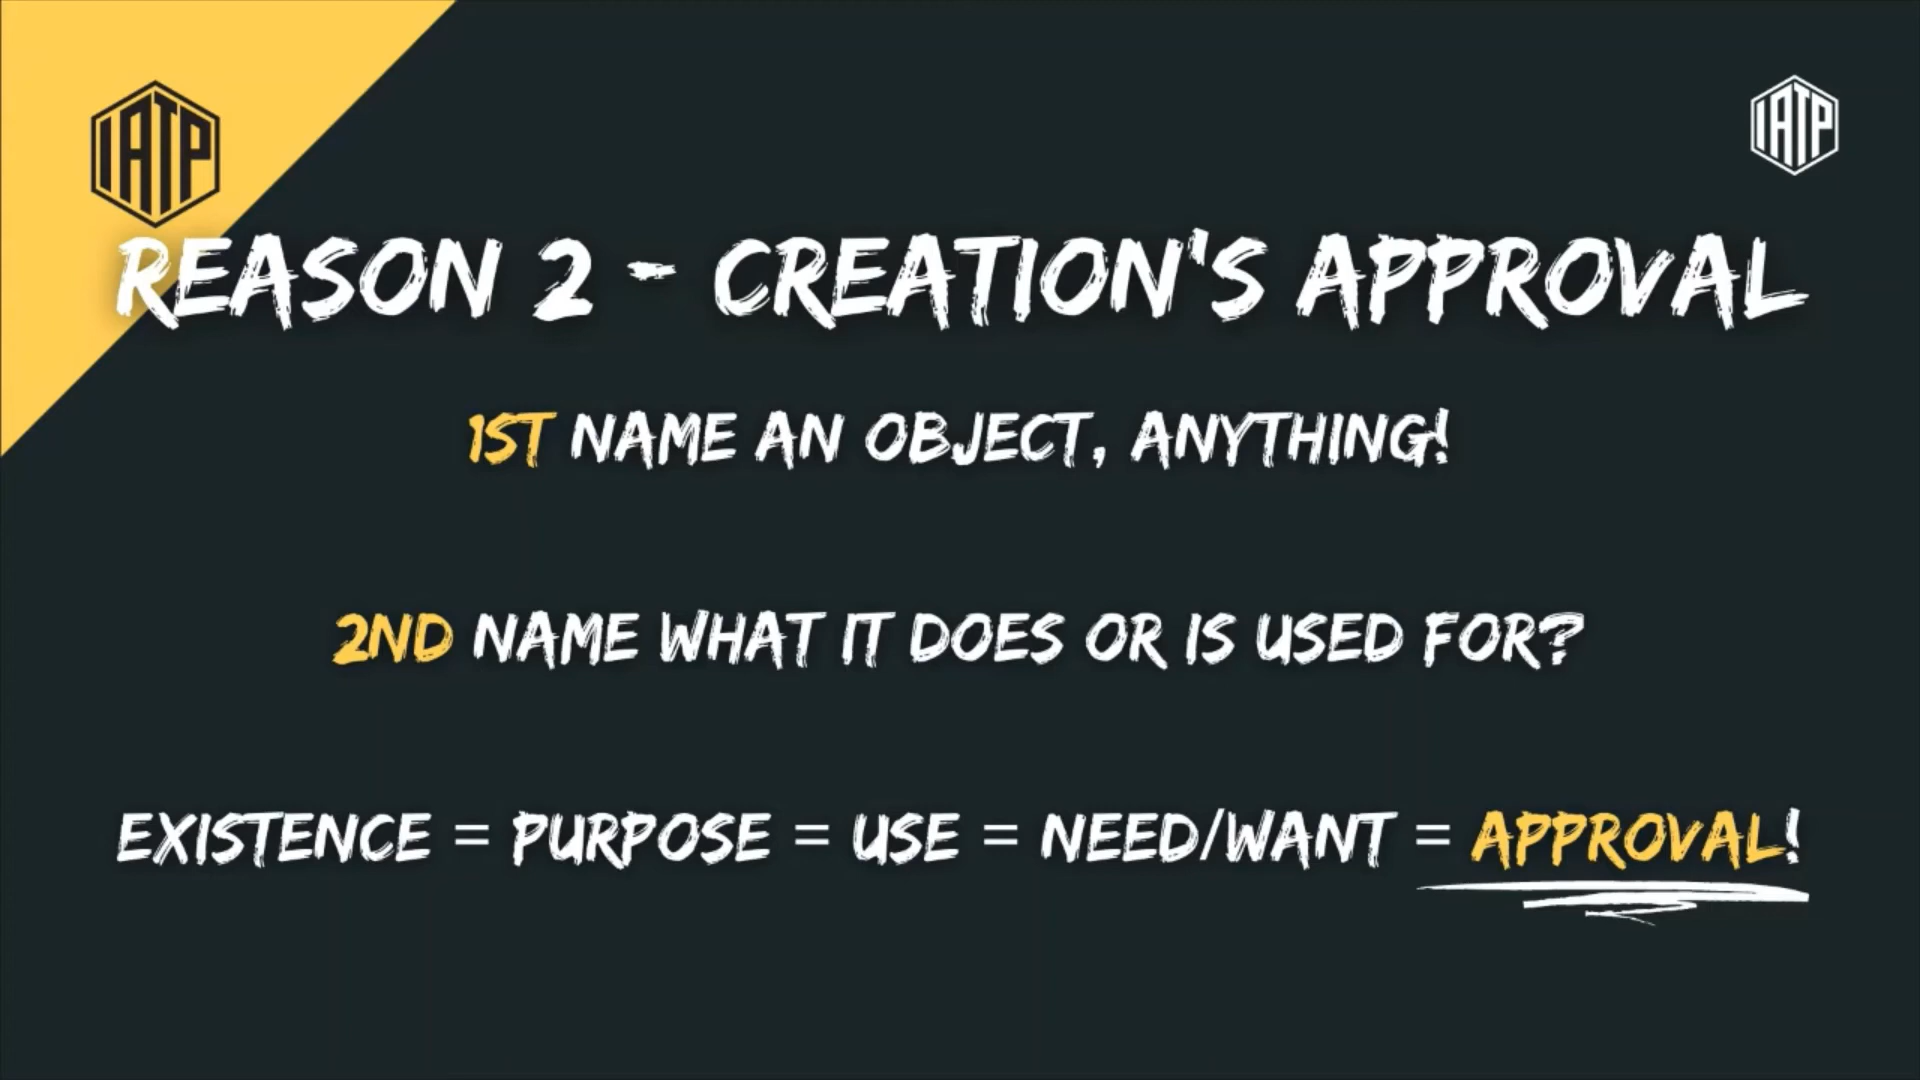 IATP
IATP
REASON 2 - CREATION'S APPROVAL
1ST NAME AN OBJECT, ANYTHING!
2ND NAME WHAT IT DOES OR IS USED FOR?
EXISTENCE = PURPOSE = USE = NEED/WANT = APPROVAL!